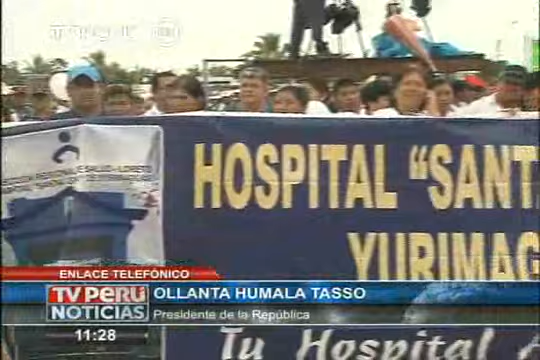 HOSPITAL "SANT
YURIMAG
ENLACE TELEFÓNICO
TV PERÚ
NOTICIAS
OLLANTA HUMALA TASSO
Presidente de la República
11:28
Tu Hospital